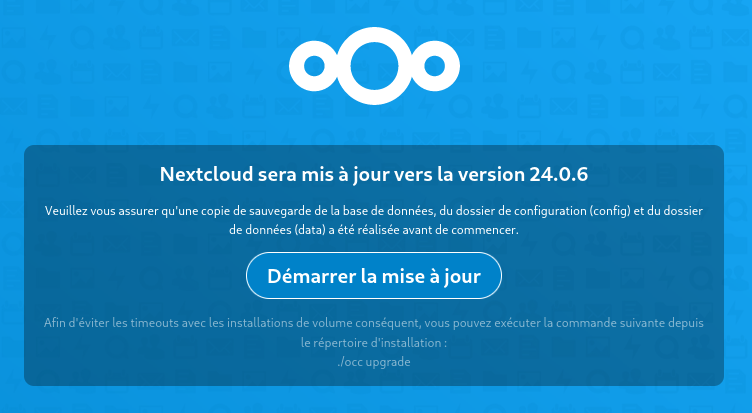 Nextcloud sera mis à jour vers la version 24.0.6
Veuillez vous assurer qu'une copie de sauvegarde de la base de données, du dossier de configuration (config) et du dossier
de données (data) a été réalisée avant de commencer.
Démarrer la mise à jour
Afin d'éviter les timeouts avec les installations de volume conséquent, vous pouvez exécuter la commande suivante depuis
le répertoire d'installation :
./occ upgrade